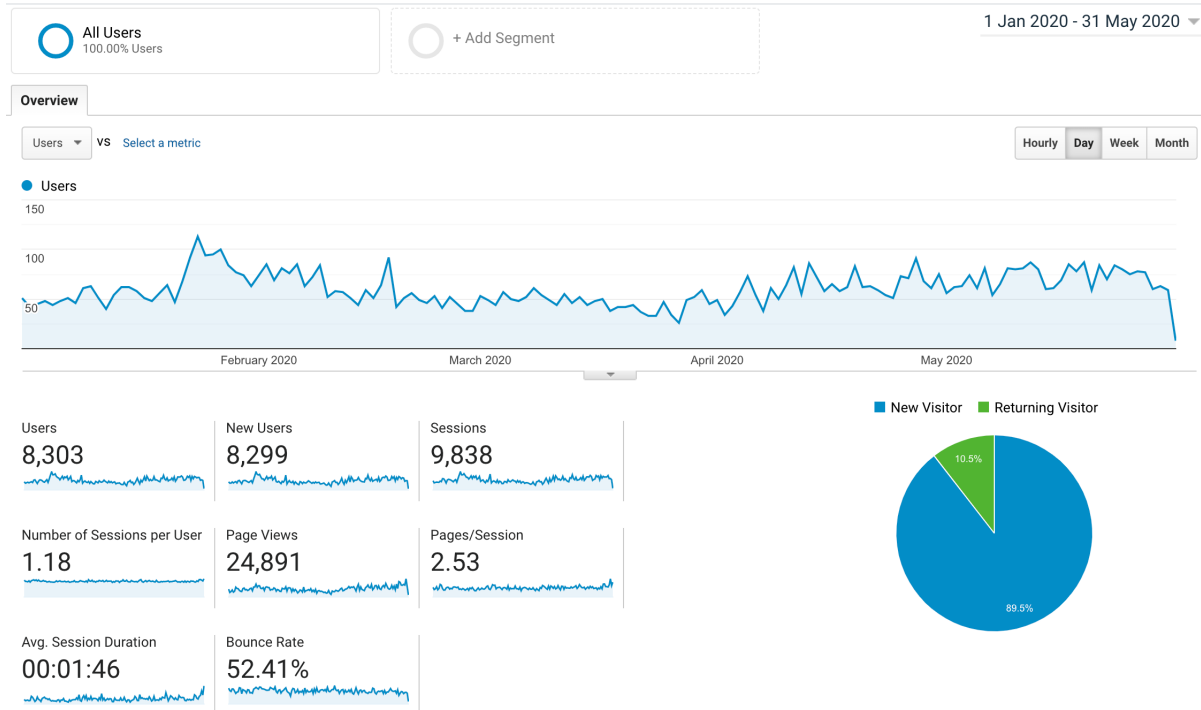 All Users
100.00% Users
+ Add Segment
1 Jan 2020 - 31 May 2020
Overview
Users
VS
Select a metric
Hourly
Day
Week
Month
Users
150
100
50
February 2020
March 2020
April 2020
May 2020
New Visitor
Returning Visitor
Users
8,303
New Users
8,299
Sessions
9,838
Number of Sessions per User
1.18
Page Views
24,891
Pages/Session
2.53
Avg. Session Duration
00:01:46
Bounce Rate
52.41%
10.5%
89.5%